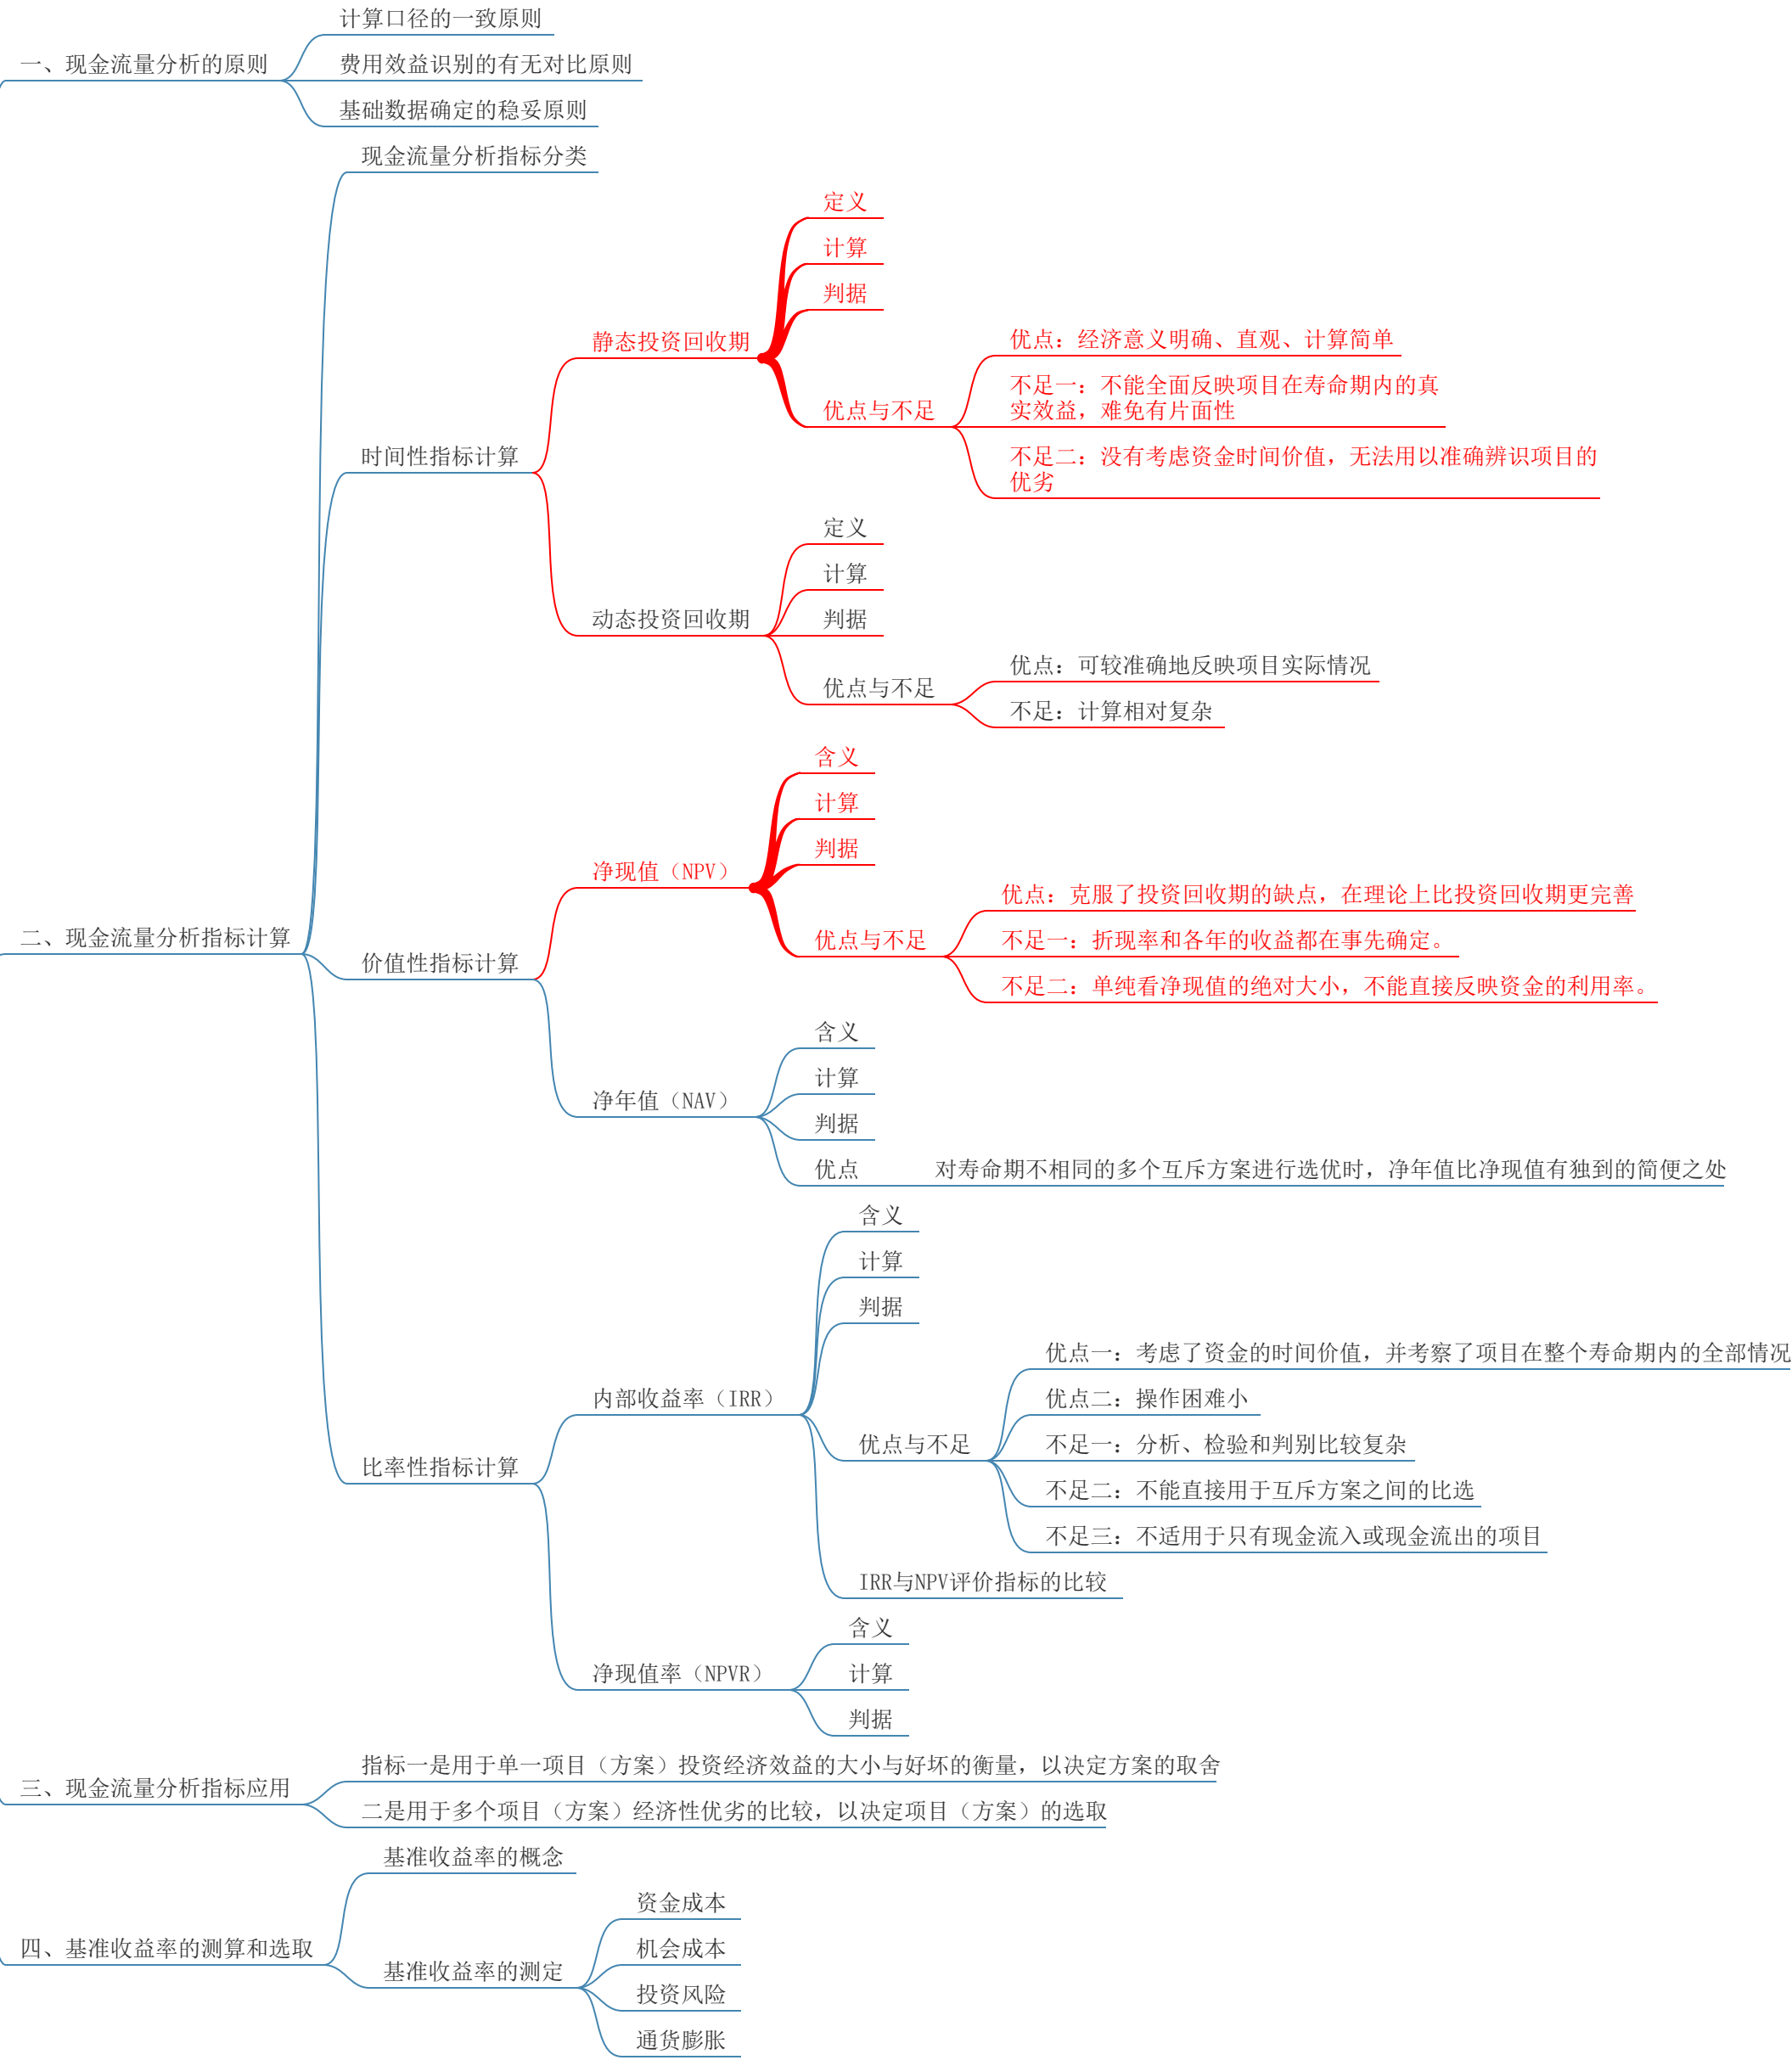 计算口径的一致原则
一、现金流量分析的原则
费用效益识别的有无对比原则
基础数据确定的稳妥原则
现金流量分析指标分类
定义
计算
判据
静态投资回收期
优点：经济意义明确、直观、计算简单
不足一：不能全面反映项目在寿命期内的真
实效益，难免有片面性
优点与不足
不足二：没有考虑资金时间价值，无法用以准确辨识项目的
优劣
时间性指标计算
定义
计算
动态投资回收期
判据
优点：可较准确地反映项目实际情况
优点与不足
不足：计算相对复杂
含义
计算
判据
净现值（NPV）
优点：克服了投资回收期的缺点，在理论上比投资回收期更完善
优点与不足
不足一：折现率和各年的收益都在事先确定。
不足二：单纯看净现值的绝对大小，不能直接反映资金的利用率。
二、现金流量分析指标计算
价值性指标计算
含义
计算
净年值（NAV）
判据
优点
对寿命期不相同的多个互斥方案进行选优时，净年值比净现值有独到的简便之处
含义
计算
判据
优点一：考虑了资金的时间价值，并考察了项目在整个寿命期内的全部情况
内部收益率（IRR）
优点二：操作困难小
优点与不足
不足一：分析、检验和判别比较复杂
比率性指标计算
不足二：不能直接用于互斥方案之间的比选
不足三：不适用于只有现金流入或现金流出的项目
IRR与NPV评价指标的比较
含义
净现值率（NPVR）
计算
判据
指标一是用于单一项目（方案）投资经济效益的大小与好坏的衡量，以决定方案的取舍
三、现金流量分析指标应用
二是用于多个项目（方案）经济性优劣的比较，以决定项目（方案）的选取
基准收益率的概念
资金成本
四、基准收益率的测算和选取
机会成本
基准收益率的测定
投资风险
通货膨胀